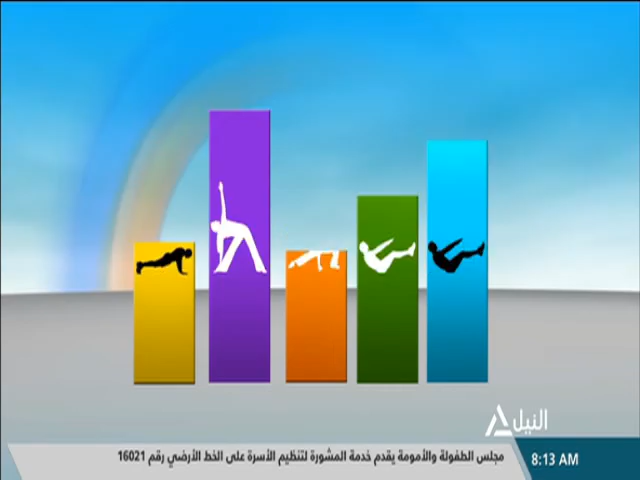 النيل
مجلس الطفولة والأمومة يقدم خدمة المشورة لتنظيم الأسرة على الخط الأرضي رقم 16021
8:13 AM